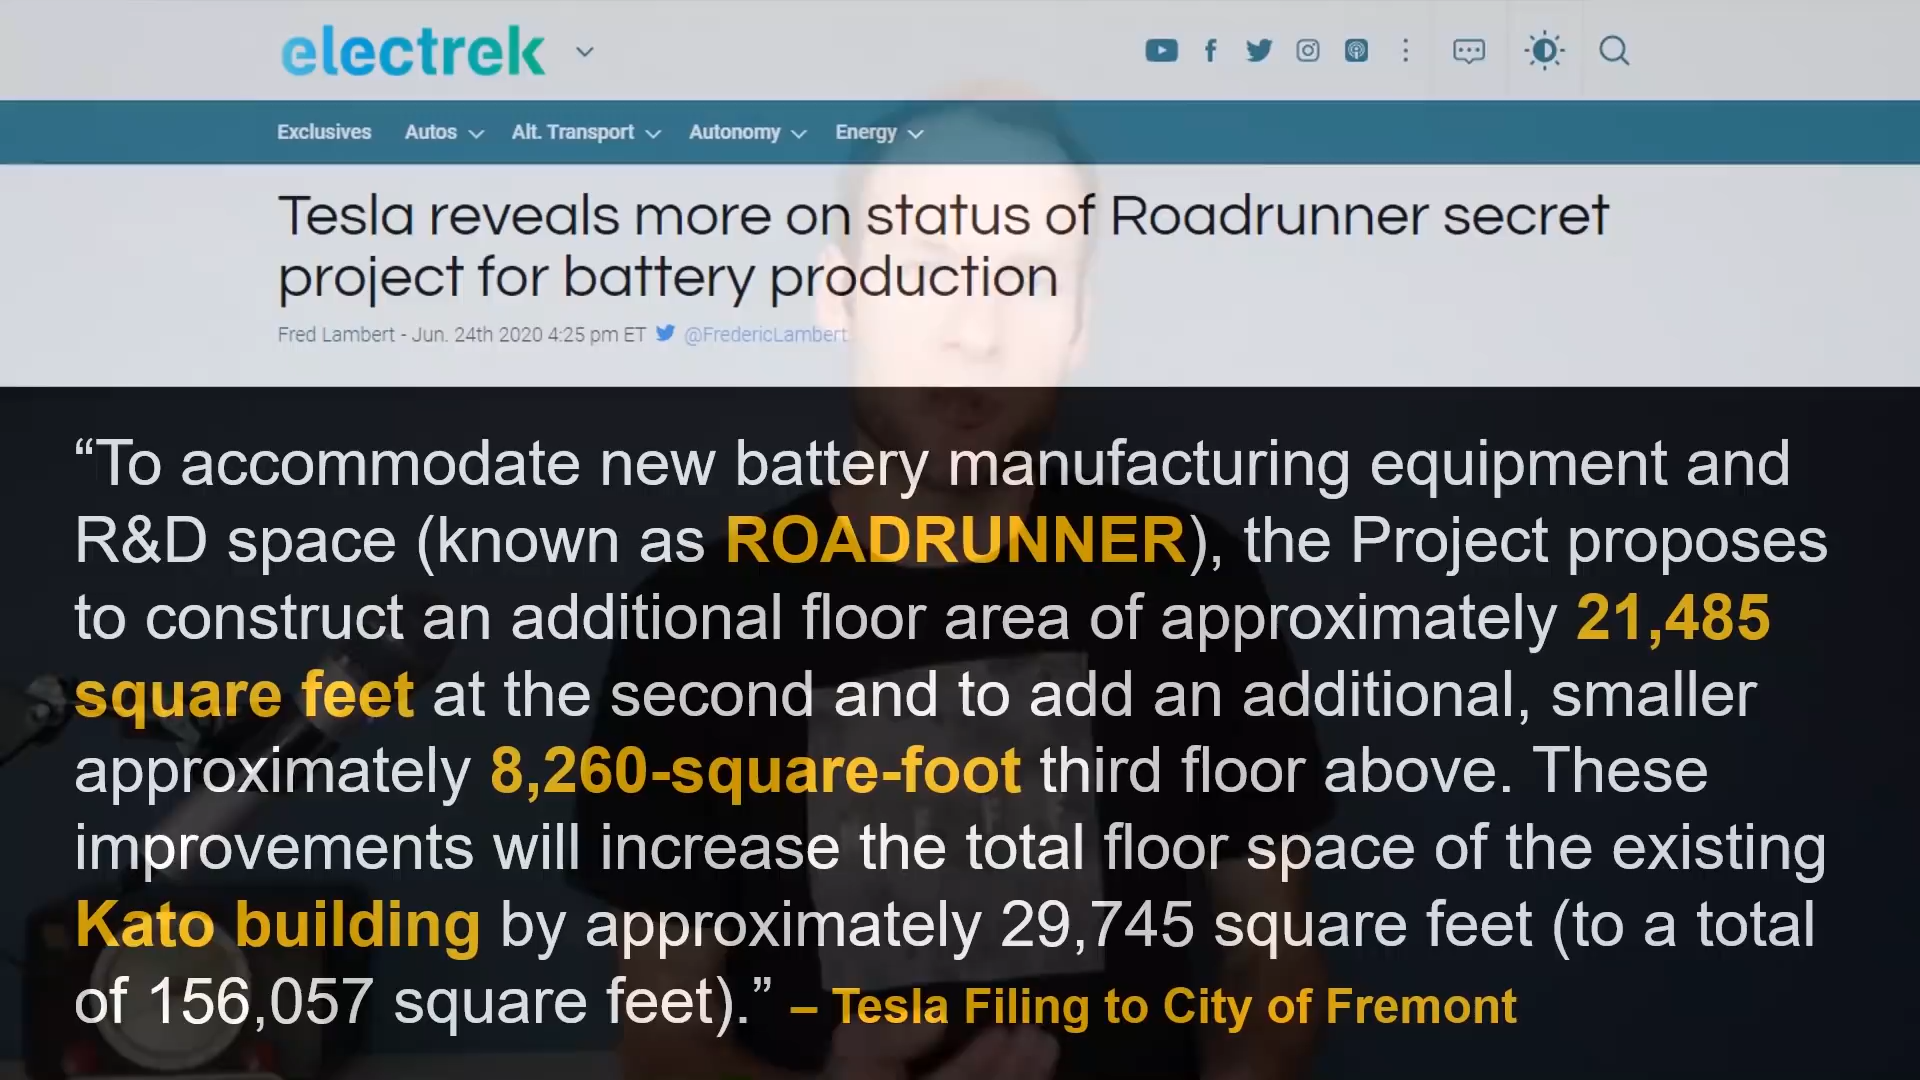 electrek
Exclusives Autos Alt. Transport Autonomy Energy
Tesla reveals more on status of Roadrunner secret
project for battery production
Fred Lambert - Jun. 24th 2020 4:25 pm ET @FredericLambert
“To accommodate new battery manufacturing equipment and
R&D space (known as ROADRUNNER), the Project proposes
to construct an additional floor area of approximately 21,485
square feet at the second and to add an additional, smaller
approximately 8,260-square-foot third floor above. These
improvements will increase the total floor space of the existing
Kato building by approximately 29,745 square feet (to a total
of 156,057 square feet).” – Tesla Filing to City of Fremont